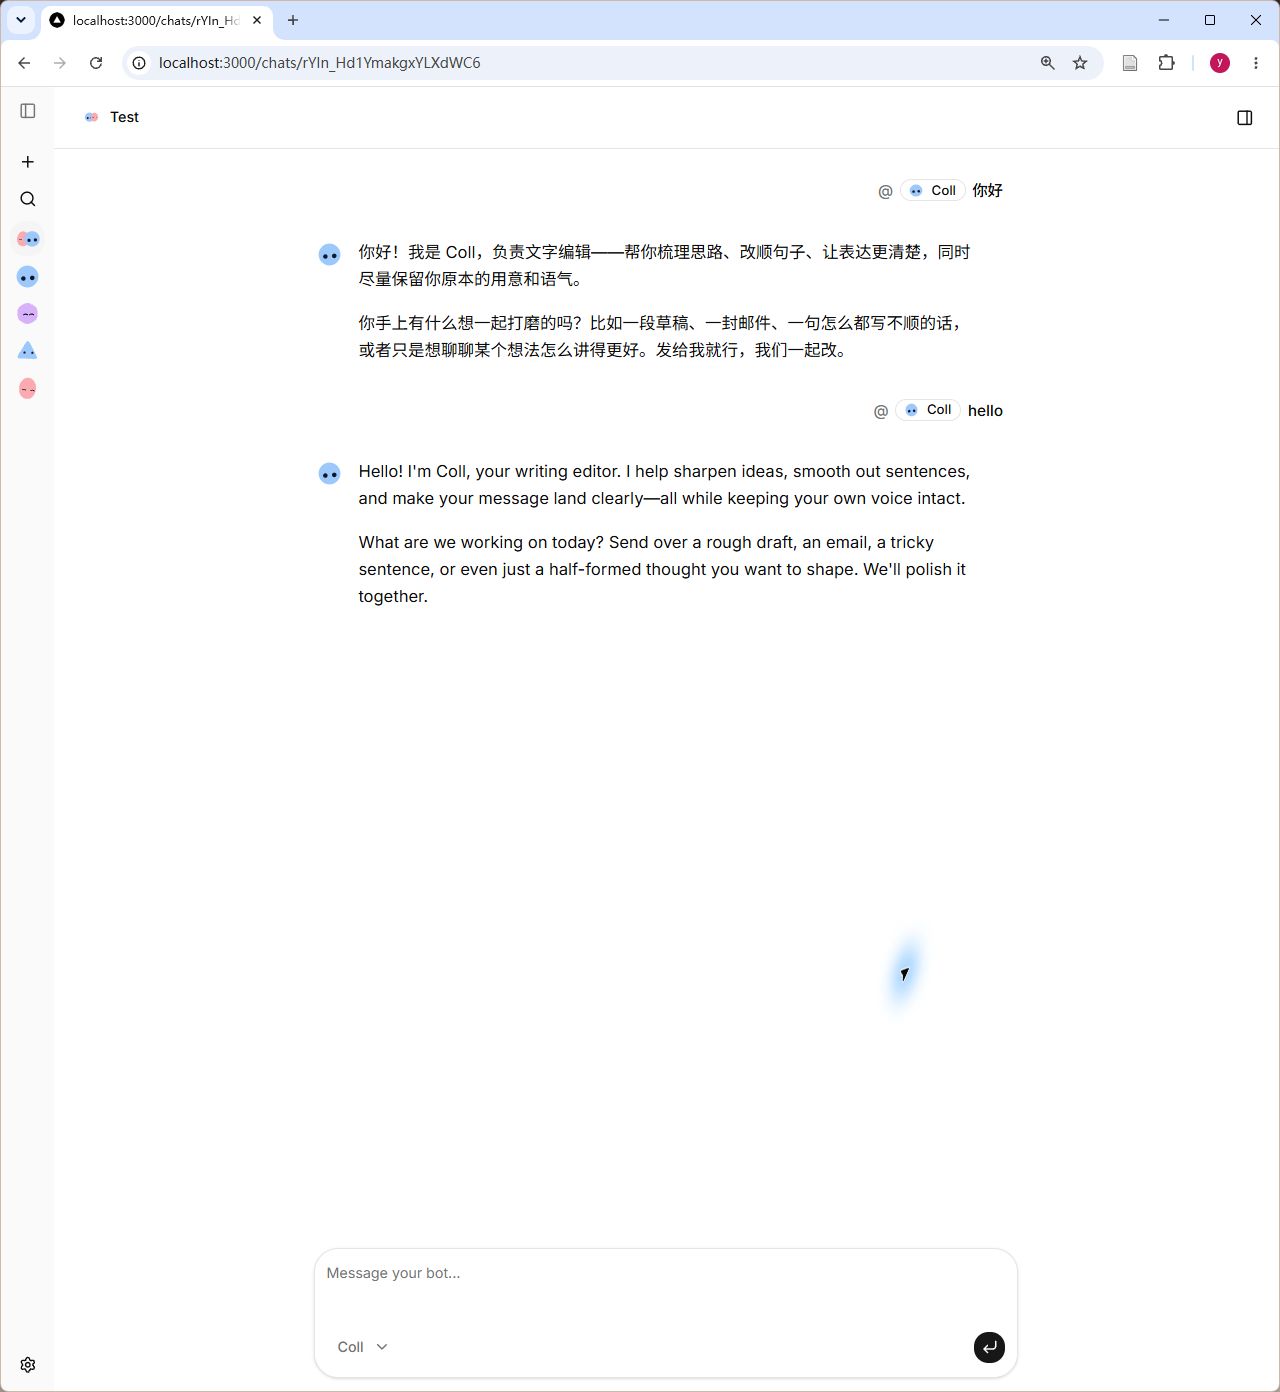 localhost:3000/chats/rYIn_Hd
localhost:3000/chats/rYIn_Hd1YmakgxYLXdWC6
y
Test
@ Coll 你好
你好！我是 Coll，负责文字编辑——帮你梳理思路、改顺句子、让表达更清楚，同时
尽量保留你原本的用意和语气。
你手上有什么想一起打磨的吗？比如一段草稿、一封邮件、一句怎么都写不顺的话，
或者只是想聊聊某个想法怎么讲得更好。发给我就行，我们一起改。
@ Coll hello
Hello! I'm Coll, your writing editor. I help sharpen ideas, smooth out sentences,
and make your message land clearly—all while keeping your own voice intact.
What are we working on today? Send over a rough draft, an email, a tricky
sentence, or even just a half-formed thought you want to shape. We'll polish it
together.
Message your bot...
Coll